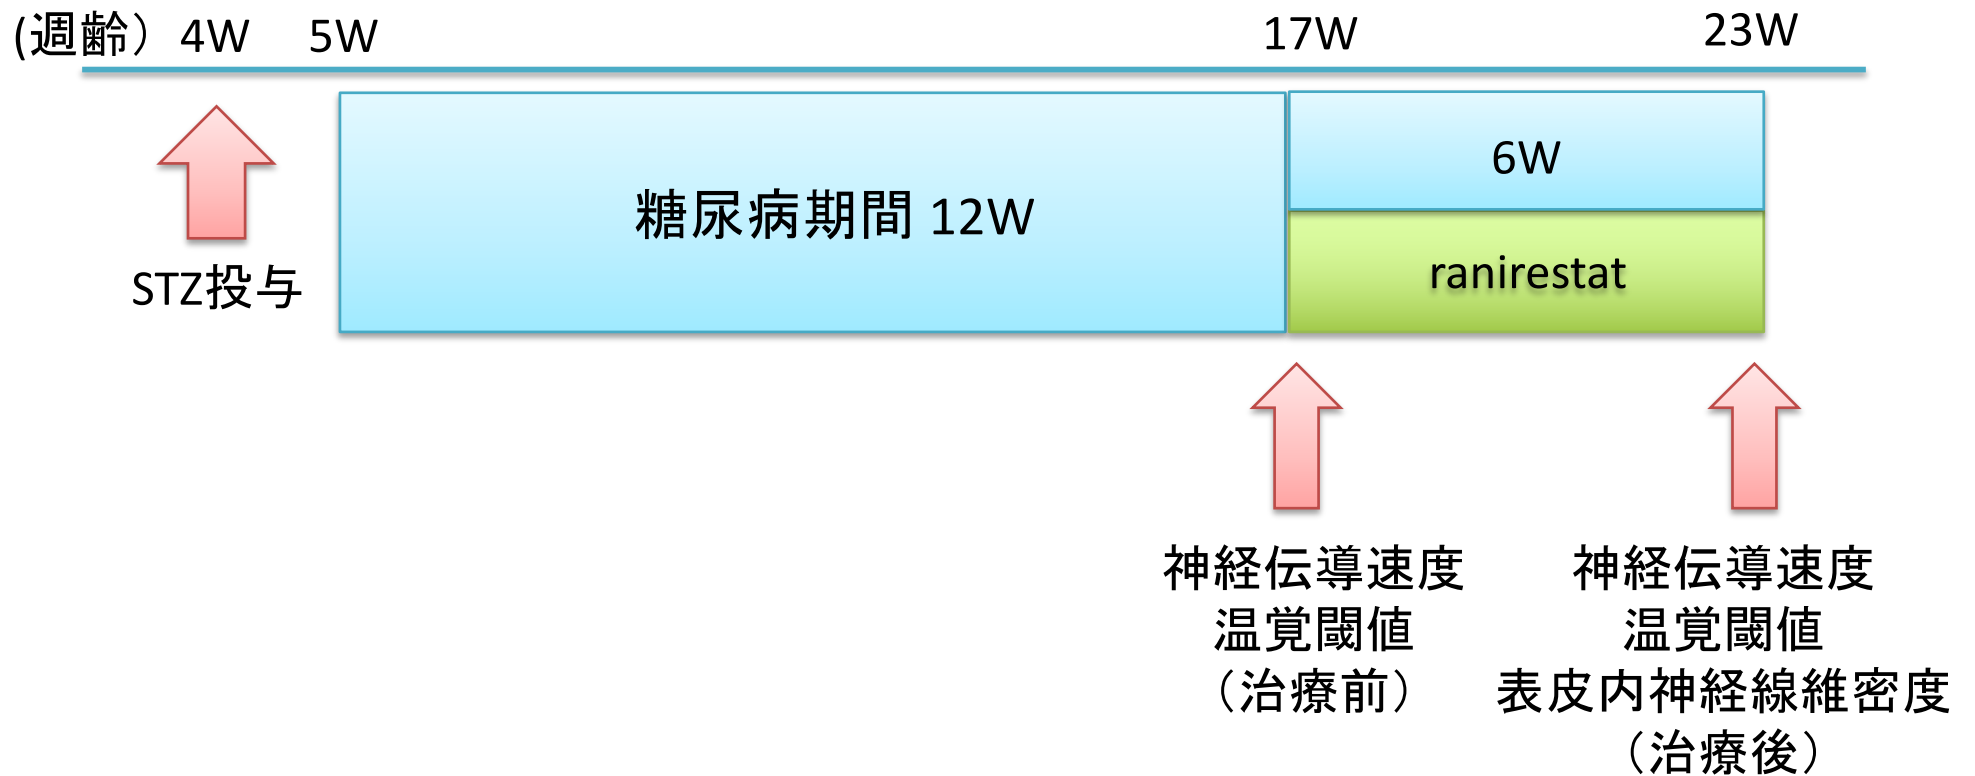 (週齢）4W 5W 17W 23W
糖尿病期間 12W
6W
ranirestat
STZ投与
神経伝導速度
温覚閾値
（治療前）
神経伝導速度
温覚閾値
表皮内神経線維密度
（治療後）